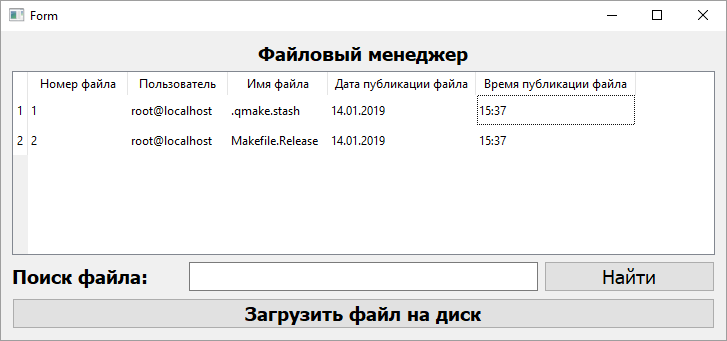 Form
Файловый менеджер
Номер файла Пользователь Имя файла Дата публикации файла Время публикации файла
1 1 root@localhost .qmake.stash 14.01.2019 15:37
2 2 root@localhost Makefile.Release 14.01.2019 15:37
Поиск файла: Найти
Загрузить файл на диск